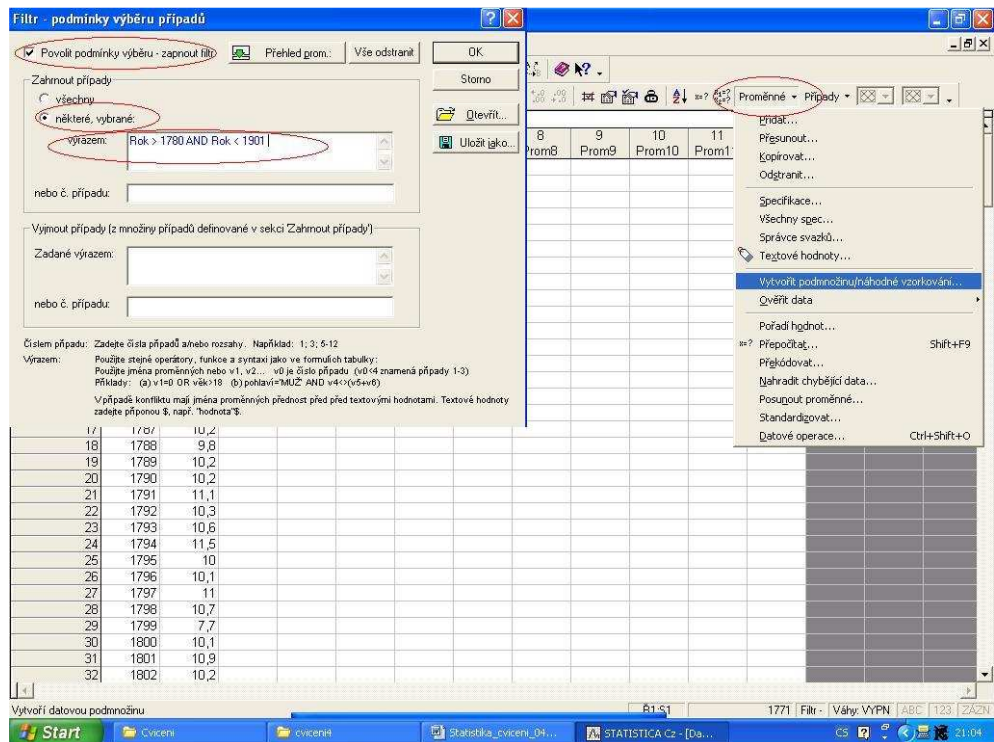 Filtr - podmínky výběru případů
Povolit podmínky výběru - zapnout filtr
Přehled prom.:
Vše odstranit
OK
Storno
Otevřít...
Uložit jako...
Zahrnout případy
všechny
některé, vybrané:
výrazem:
Rok > 1780 AND Rok < 1901
nebo č. případu:
Vyjmout případy (z množiny případů definované v sekci 'Zahrnout případy')
Zadané výrazem:
nebo č. případu:
Číslem případu: Zadejte čísla případů a/nebo rozsahy. Například: 1; 3; 5-12
Výrazem: Použijte stejné operátory, funkce a syntaxi jako ve formulích tabulky:
Použijte jména proměnných nebo v1, v2... v0 je číslo případu (v0<4 znamená případy 1-3)
Příklady: (a) v1=0 OR věk>18 (b) pohlaví='MUŽ' AND v4<>(v5+v6)
V případě konfliktu mají jména proměnných přednost před před textovými hodnotami. Textové hodnoty
zadejte příponou $, např. "hodnota"$.
Proměnné Případy
8 9 10 11
Prom8 Prom9 Prom10 Prom1
Přidat...
Přesunout...
Kopírovat...
Odstranit...
Specifikace...
Všechny spec...
Správce svazků...
Textové hodnoty...
Vytvořit podmnožinu/náhodné vzorkování...
Ověřit data
Pořadí hodnot...
x=? Přepočítat... Shift+F9
Překódovat...
Nahradit chybějící data...
Posunout proměnné...
Standardizovat...
Datové operace... Ctrl+Shift+O
17 1787 10,2
18 1788 9,8
19 1789 10,2
20 1790 10,2
21 1791 11,1
22 1792 10,3
23 1793 10,6
24 1794 11,5
25 1795 10
26 1796 10,1
27 1797 11
28 1798 10,7
29 1799 7,7
30 1800 10,1
31 1801 10,9
32 1802 10,2
Vytvoří datovou podmnožinu
Ř1;S1
1771
Filtr -
Váhy: VYPN
ABC
123
ZÁZN
Start
Cviceni
cviceni4
Statistika_cviceni_04...
STATISTICA Cz - [Da...
CS
21:04